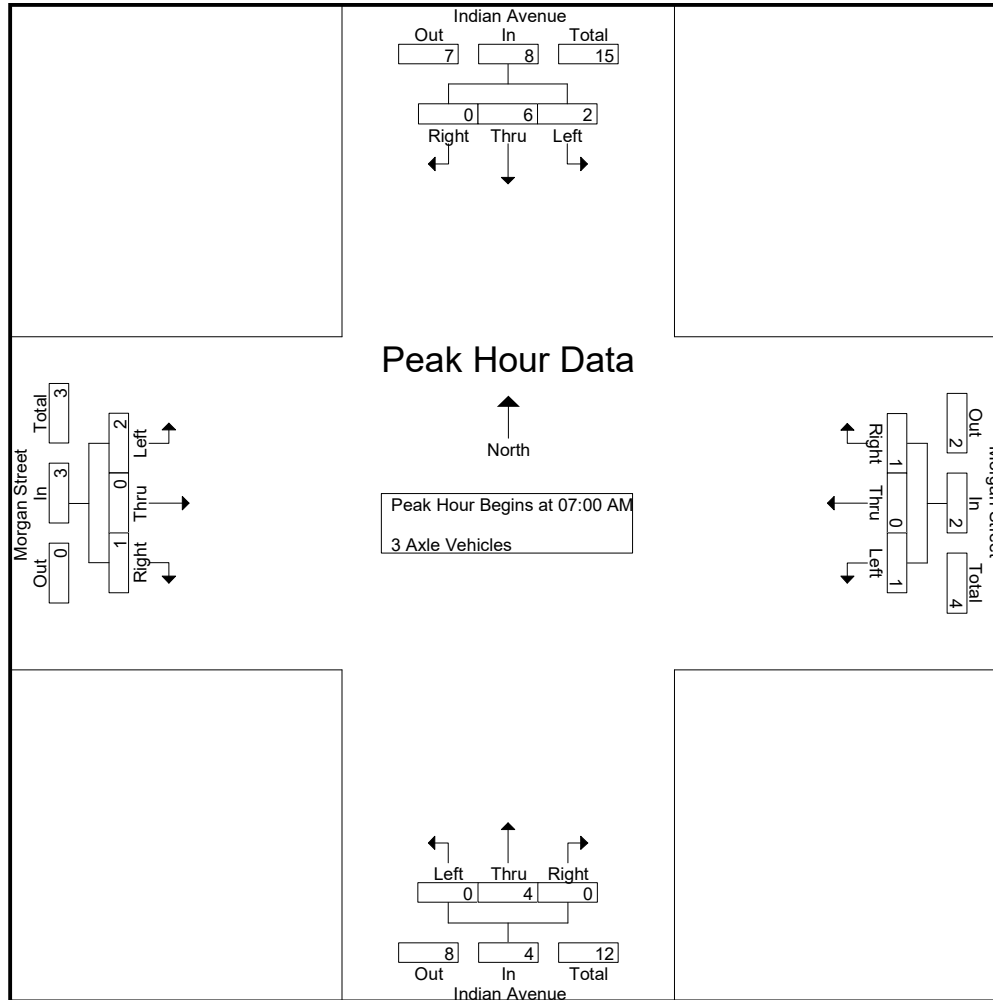 Indian Avenue
Out In Total
7 8 15
0 6 2
Right Thru Left
Peak Hour Data
North
Peak Hour Begins at 07:00 AM
3 Axle Vehicles
Morgan Street
Out In Total
0 3 3
1 0 2
Right Thru Left
Right Thru Left
1 0 1
Out In Total
2 2 4
Morgan Street
Left Thru Right
0 4 0
8 4 12
Out In Total
Indian Avenue